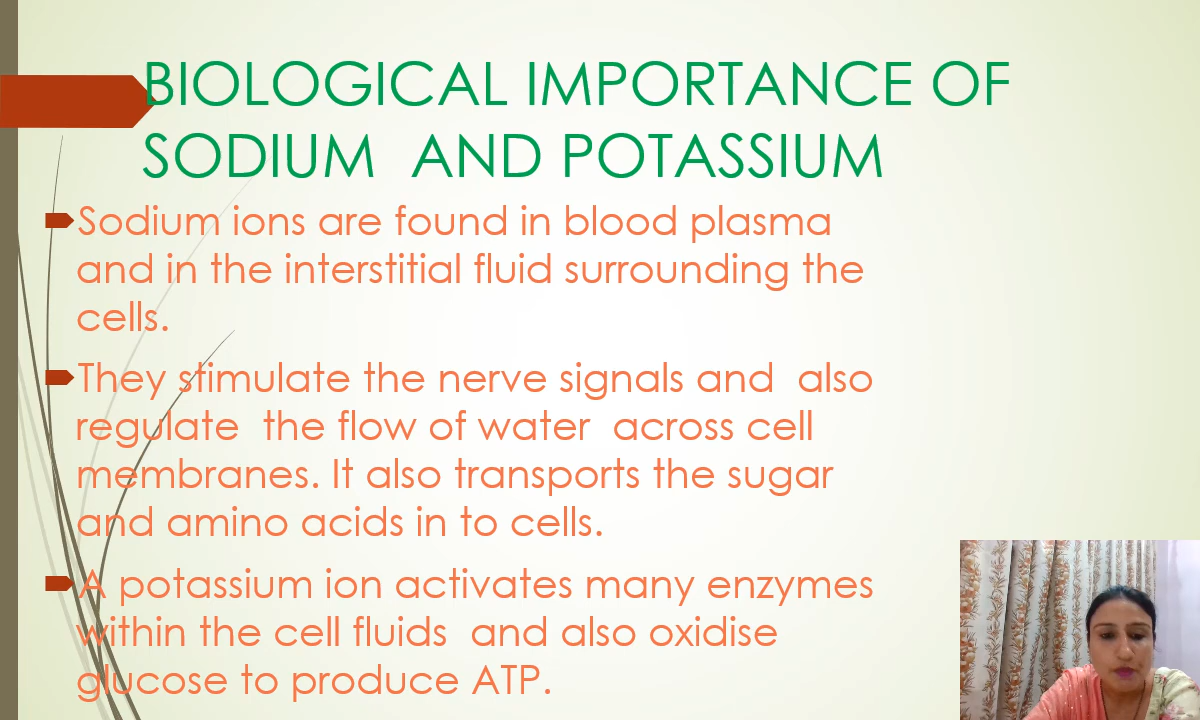 BIOLOGICAL IMPORTANCE OF
SODIUM AND POTASSIUM
Sodium ions are found in blood plasma
and in the interstitial fluid surrounding the
cells.
They stimulate the nerve signals and also
regulate the flow of water across cell
membranes. It also transports the sugar
and amino acids in to cells.
A potassium ion activates many enzymes
within the cell fluids and also oxidise
glucose to produce ATP.